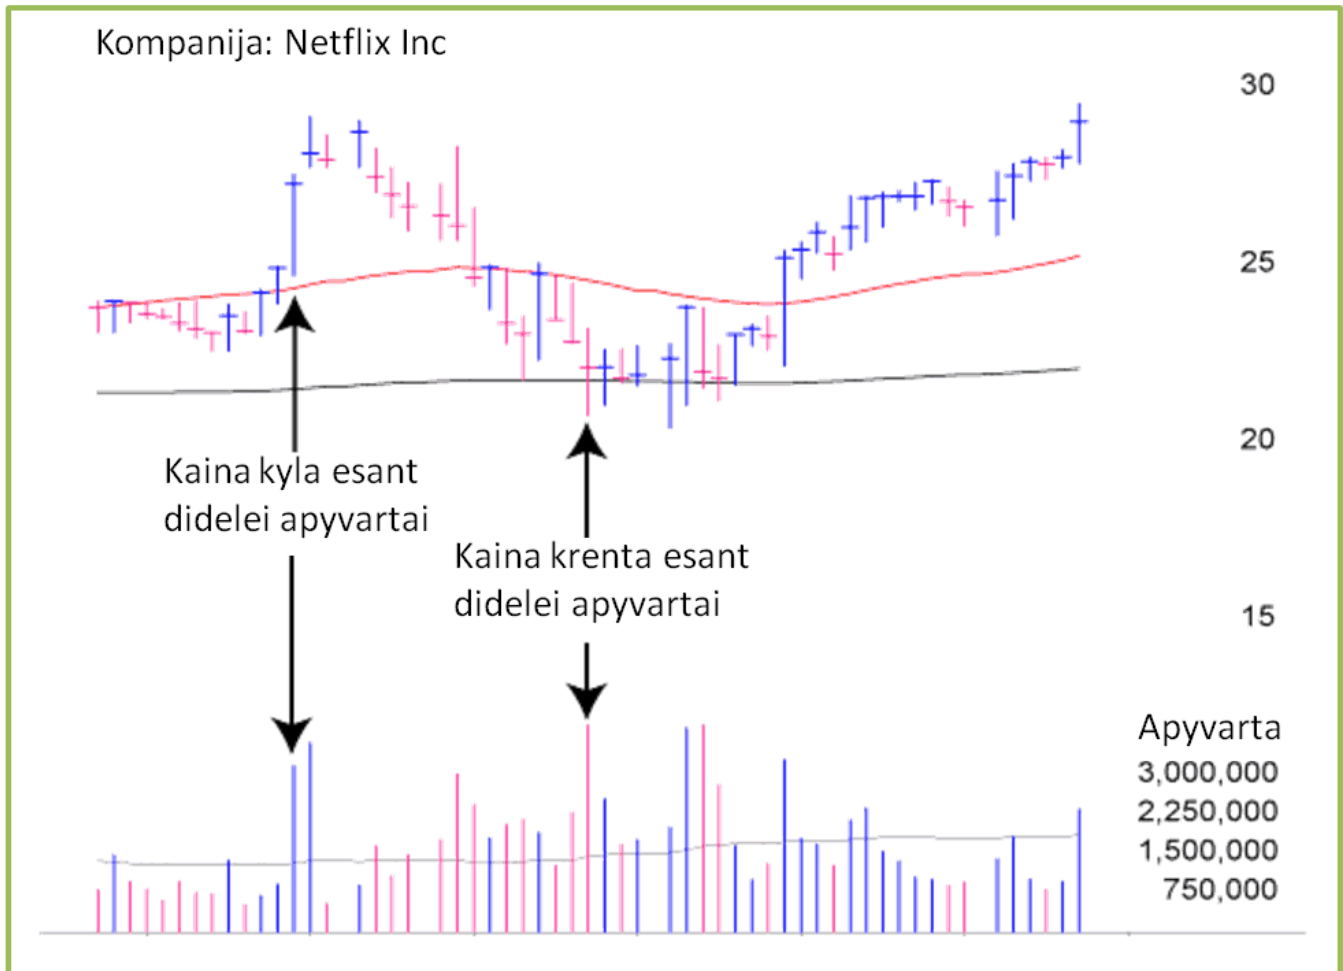 Kompanija: Netflix Inc
30
25
20
Kaina kyla esant
didelei apyvartai
Kaina krenta esant
didelei apyvartai
15
Apyvarta
3,000,000
2,250,000
1,500,000
750,000